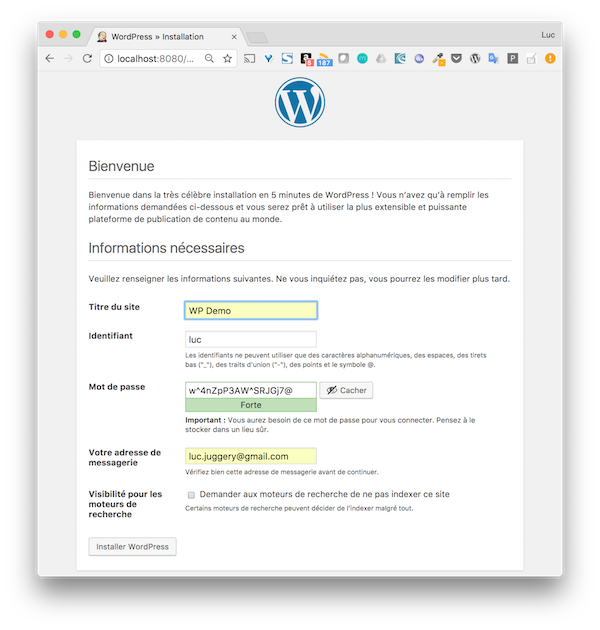 WordPress » Installation
Luc
localhost:8080/...
5
187
P
W
Bienvenue
Bienvenue dans la très célèbre installation en 5 minutes de WordPress ! Vous n’avez qu’à remplir les
informations demandées ci-dessous et vous serez prêt à utiliser la plus extensible et puissante
plateforme de publication de contenu au monde.
Informations nécessaires
Veuillez renseigner les informations suivantes. Ne vous inquiétez pas, vous pourrez les modifier plus tard.
Titre du site
WP Demo
Identifiant
luc
Les identifiants ne peuvent utiliser que des caractères alphanumériques, des espaces, des tirets
bas ("_"), des traits d'union ("-"), des points et le symbole @.
Mot de passe
w^4nZpP3AW^SRJGj7@
Cacher
Forte
Important : Vous aurez besoin de ce mot de passe pour vous connecter. Pensez à le
stocker dans un lieu sûr.
Votre adresse de
messagerie
luc.juggery@gmail.com
Vérifiez bien cette adresse de messagerie avant de continuer.
Visibilité pour les
moteurs de
recherche
Demander aux moteurs de recherche de ne pas indexer ce site
Certains moteurs de recherche peuvent décider de l’indexer malgré tout.
Installer WordPress